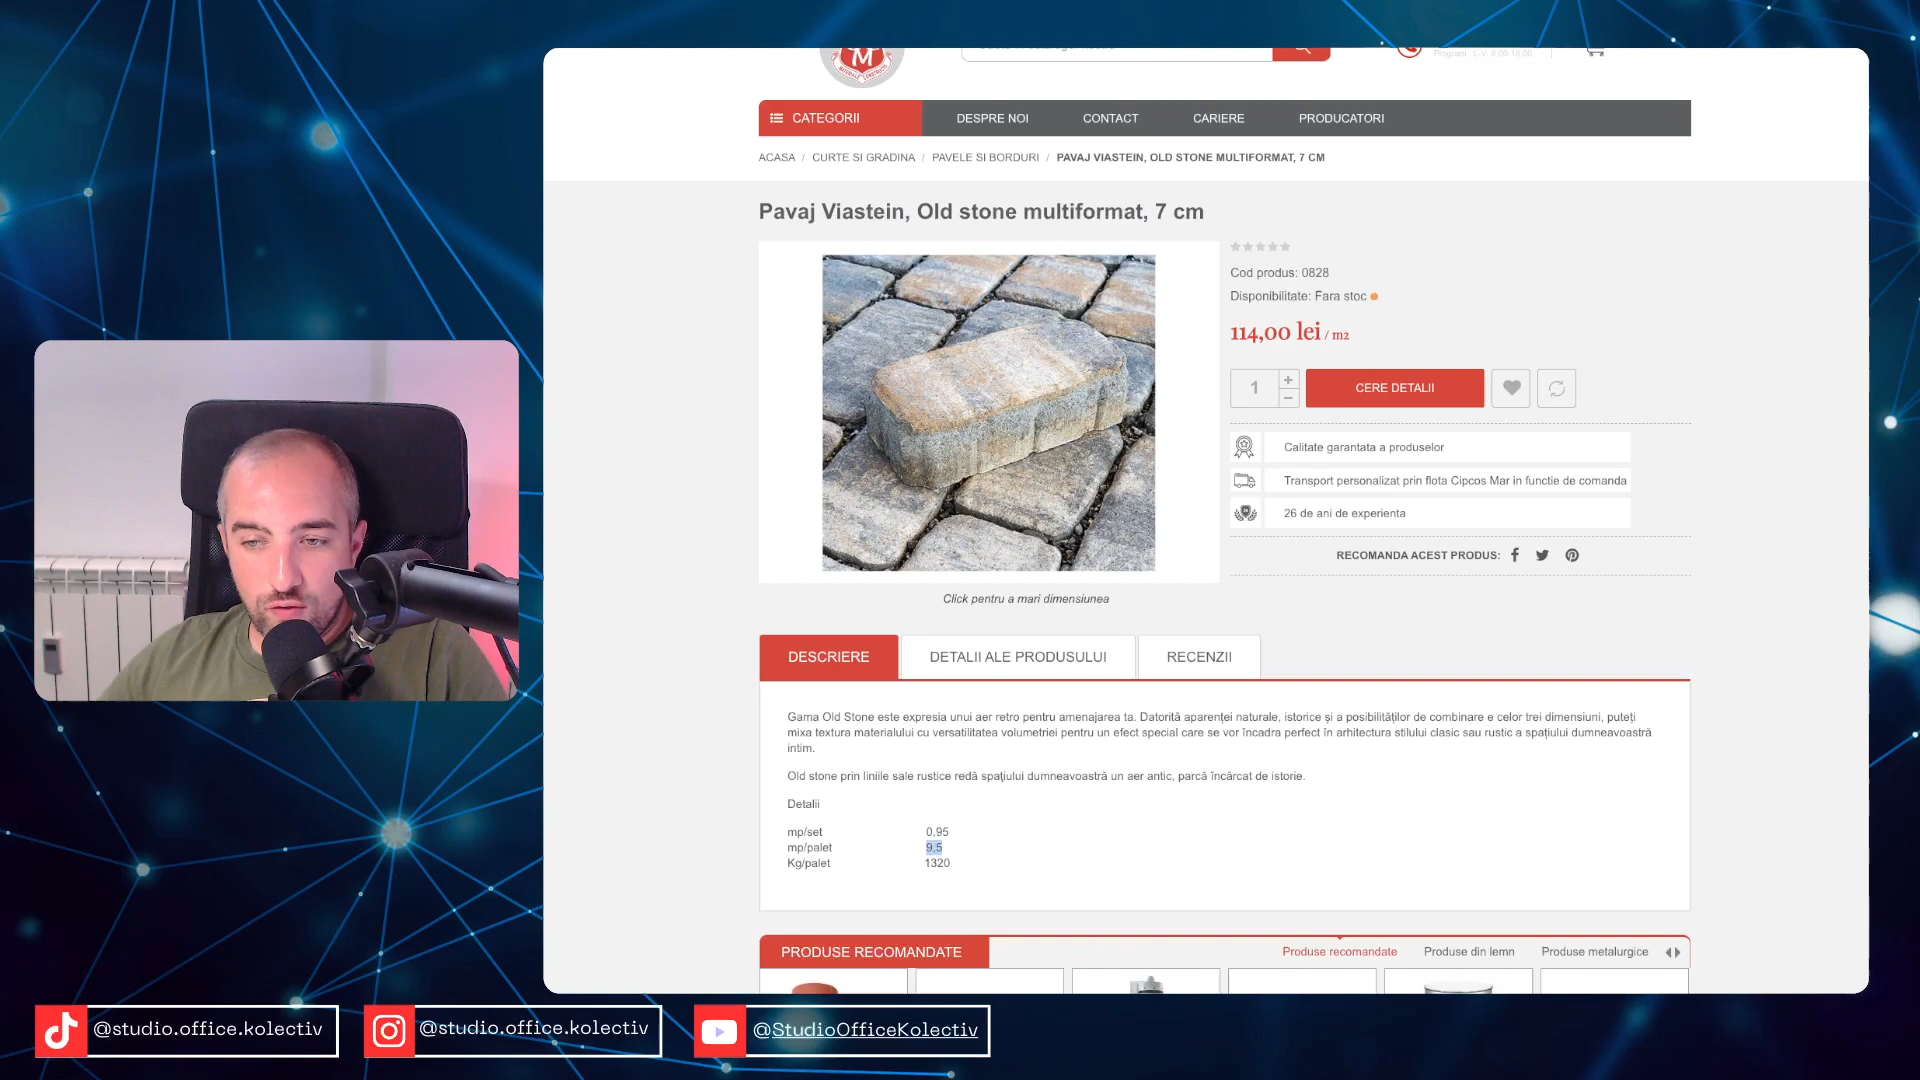 M
MATERIALE CONSTRUCTII
Program : L-V: 8.00-16.00
CATEGORII
DESPRE NOI
CONTACT
CARIERE
PRODUCATORI
ACASA / CURTE SI GRADINA / PAVELE SI BORDURI / PAVAJ VIASTEIN, OLD STONE MULTIFORMAT, 7 CM
Pavaj Viastein, Old stone multiformat, 7 cm
Cod produs: 0828
Disponibilitate: Fara stoc
114,00 lei / m2
1 + −
CERE DETALII
Calitate garantata a produselor
Transport personalizat prin flota Cipcos Mar in functie de comanda
26 de ani de experienta
RECOMANDA ACEST PRODUS:
Click pentru a mari dimensiunea
DESCRIERE
DETALII ALE PRODUSULUI
RECENZII
Gama Old Stone este expresia unui aer retro pentru amenajarea ta. Datorită aparenței naturale, istorice și a posibilităților de combinare e celor trei dimensiuni, puteți
mixa textura materialului cu versatilitatea volumetriei pentru un efect special care se vor încadra perfect în arhitectura stilului clasic sau rustic a spațiului dumneavoastră
intim.
Old stone prin liniile sale rustice redă spațiului dumneavoastră un aer antic, parcă încărcat de istorie.
Detalii
mp/set 0,95
mp/palet 9,5
Kg/palet 1320
PRODUSE RECOMANDATE
Produse recomandate
Produse din lemn
Produse metalurgice
@studio.office.kolectiv
@studio.office.kolectiv
@StudioOfficeKolectiv